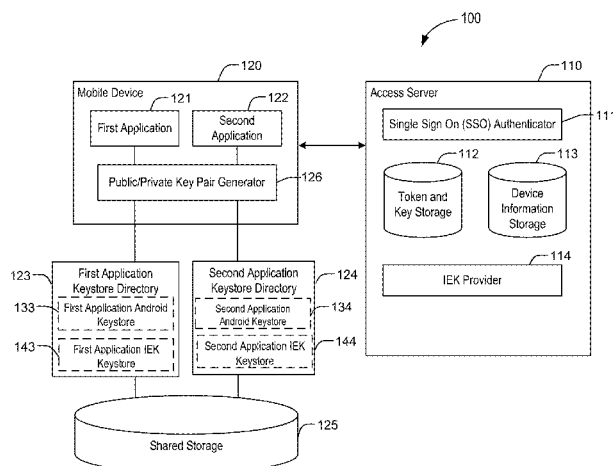 100
120
110
Mobile Device
121
122
First Application
Second
Application
Public/Private Key Pair Generator
126
Access Server
Single Sign On (SSO) Authenticator
111
112
113
Token and
Key Storage
Device
Information
Storage
114
IEK Provider
123
First Application
Keystore Directory
133
First Application Android
Keystore
143
First Application IEK
Keystore
Second Application
Keystore Directory
124
Second Application
Android Keystore
134
Second Application IEK
Keystore
144
Shared Storage
125